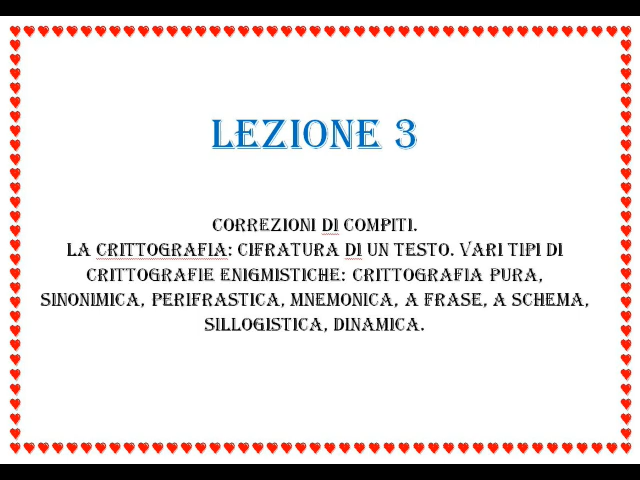 LEZIONE 3
CORREZIONI DI COMPITI.
LA CRITTOGRAFIA: CIFRATURA DI UN TESTO. VARI TIPI DI
CRITTOGRAFIE ENIGMISTICHE: CRITTOGRAFIA PURA,
SINONIMICA, PERIFRASTICA, MNEMONICA, A FRASE, A SCHEMA,
SILLOGISTICA, DINAMICA.